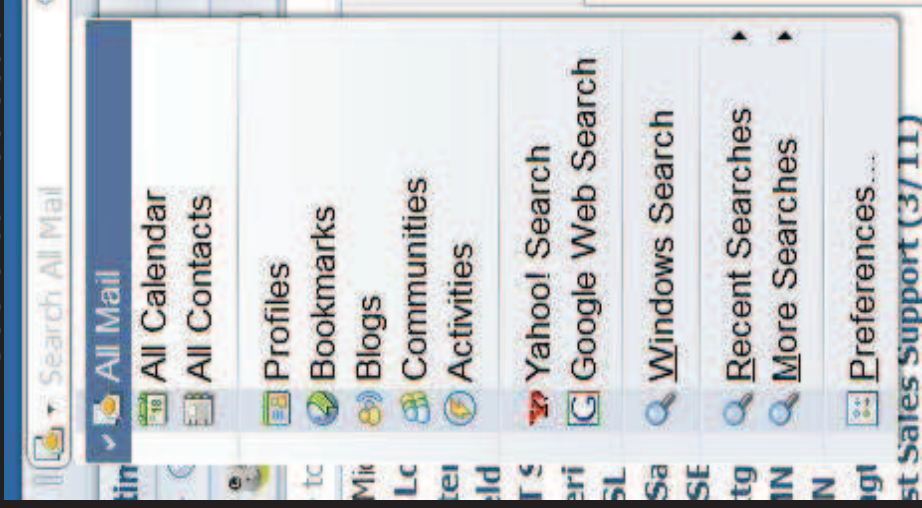 Search All Mail
All Mail
All Calendar
All Contacts
Profiles
Bookmarks
Blogs
Communities
Activities
Yahoo! Search
Google Web Search
Windows Search
Recent Searches
More Searches
Preferences...
st Sales Support (3/11)